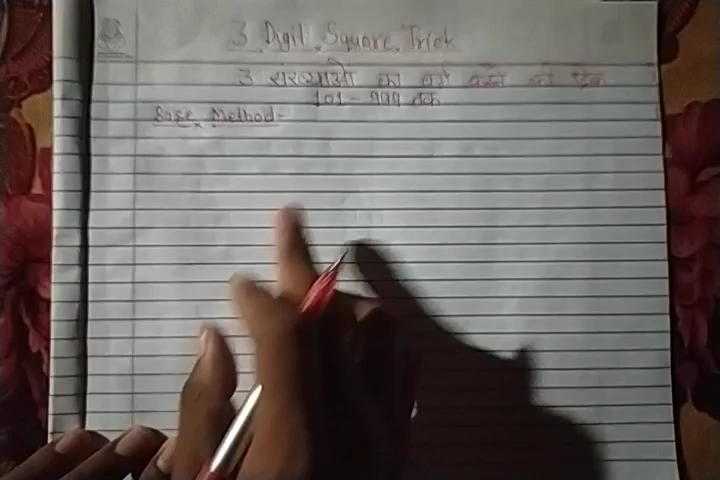 3 Digit Square Trick
3 संख्याओ का वर्ग करने की ट्रिक
101 - 999 तक
Base Method -